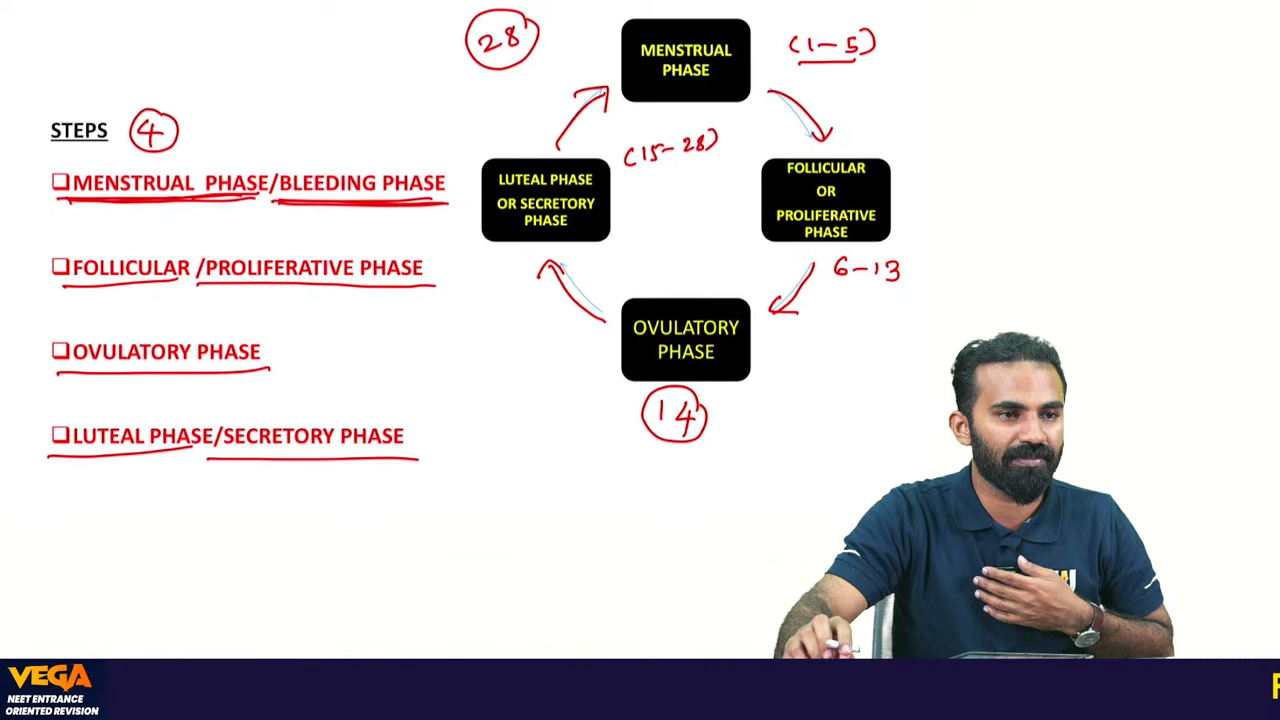 28
MENSTRUAL
PHASE
(1-5)
STEPS 4
❑MENSTRUAL PHASE/BLEEDING PHASE
❑FOLLICULAR /PROLIFERATIVE PHASE
❑OVULATORY PHASE
❑LUTEAL PHASE/SECRETORY PHASE
(15-28)
LUTEAL PHASE
OR SECRETORY
PHASE
FOLLICULAR
OR
PROLIFERATIVE
PHASE
6-13
OVULATORY
PHASE
14
VEGA
NEET ENTRANCE
ORIENTED REVISION